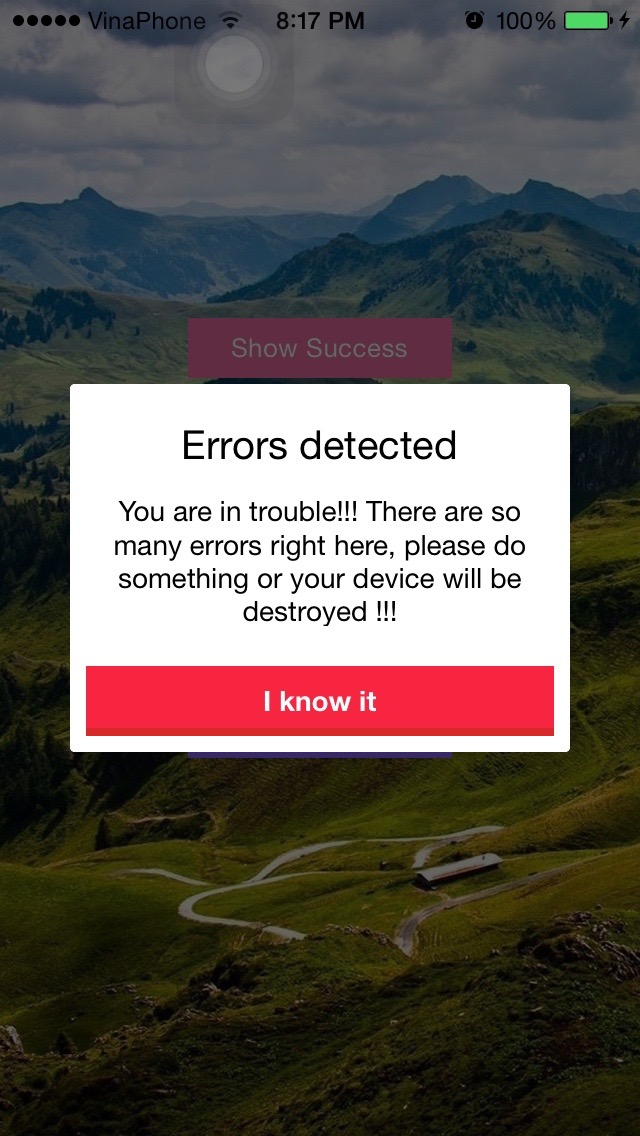 VinaPhone 8:17 PM 100%
Show Success
Errors detected
You are in trouble!!! There are so
many errors right here, please do
something or your device will be
destroyed !!!
I know it